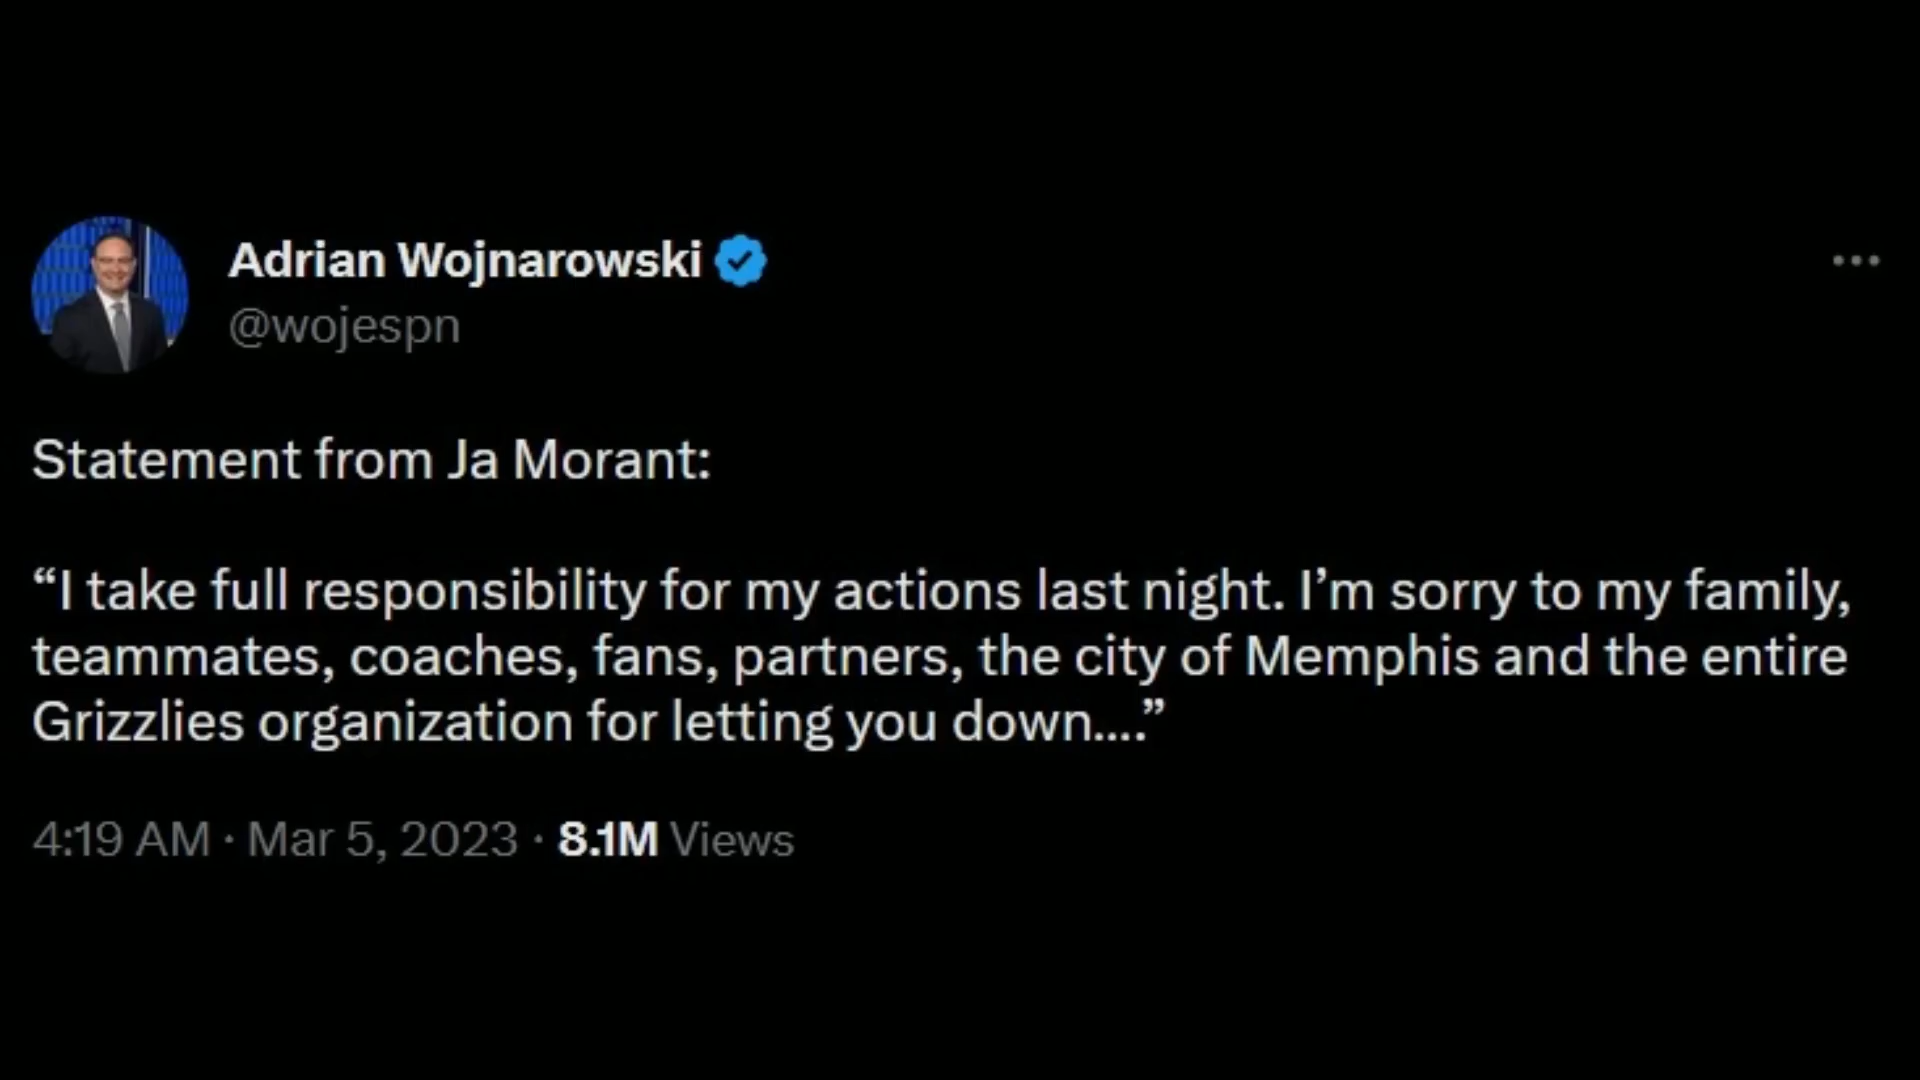 Adrian Wojnarowski
@wojespn
Statement from Ja Morant:
“I take full responsibility for my actions last night. I’m sorry to my family,
teammates, coaches, fans, partners, the city of Memphis and the entire
Grizzlies organization for letting you down....”
4:19 AM · Mar 5, 2023 · 8.1M Views